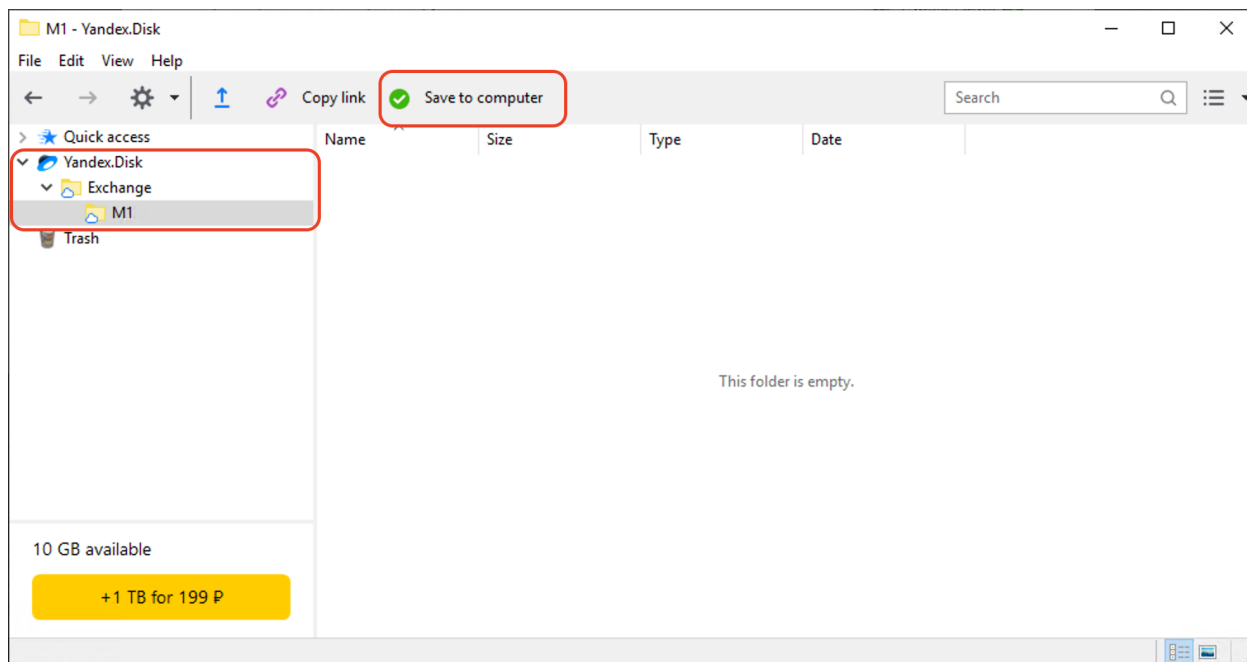 M1 - Yandex.Disk
File Edit View Help
Copy link Save to computer Search
Quick access
Name Size Type Date
Yandex.Disk
Exchange
M1
Trash
This folder is empty.
10 GB available
+1 TB for 199 ₽